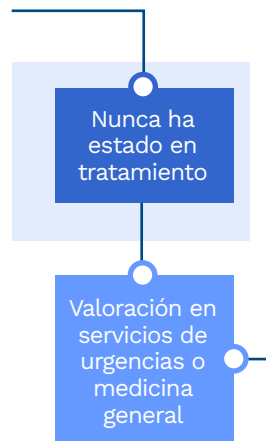 Nunca ha
estado en
tratamiento
Valoración en
servicios de
urgencias o
medicina
general